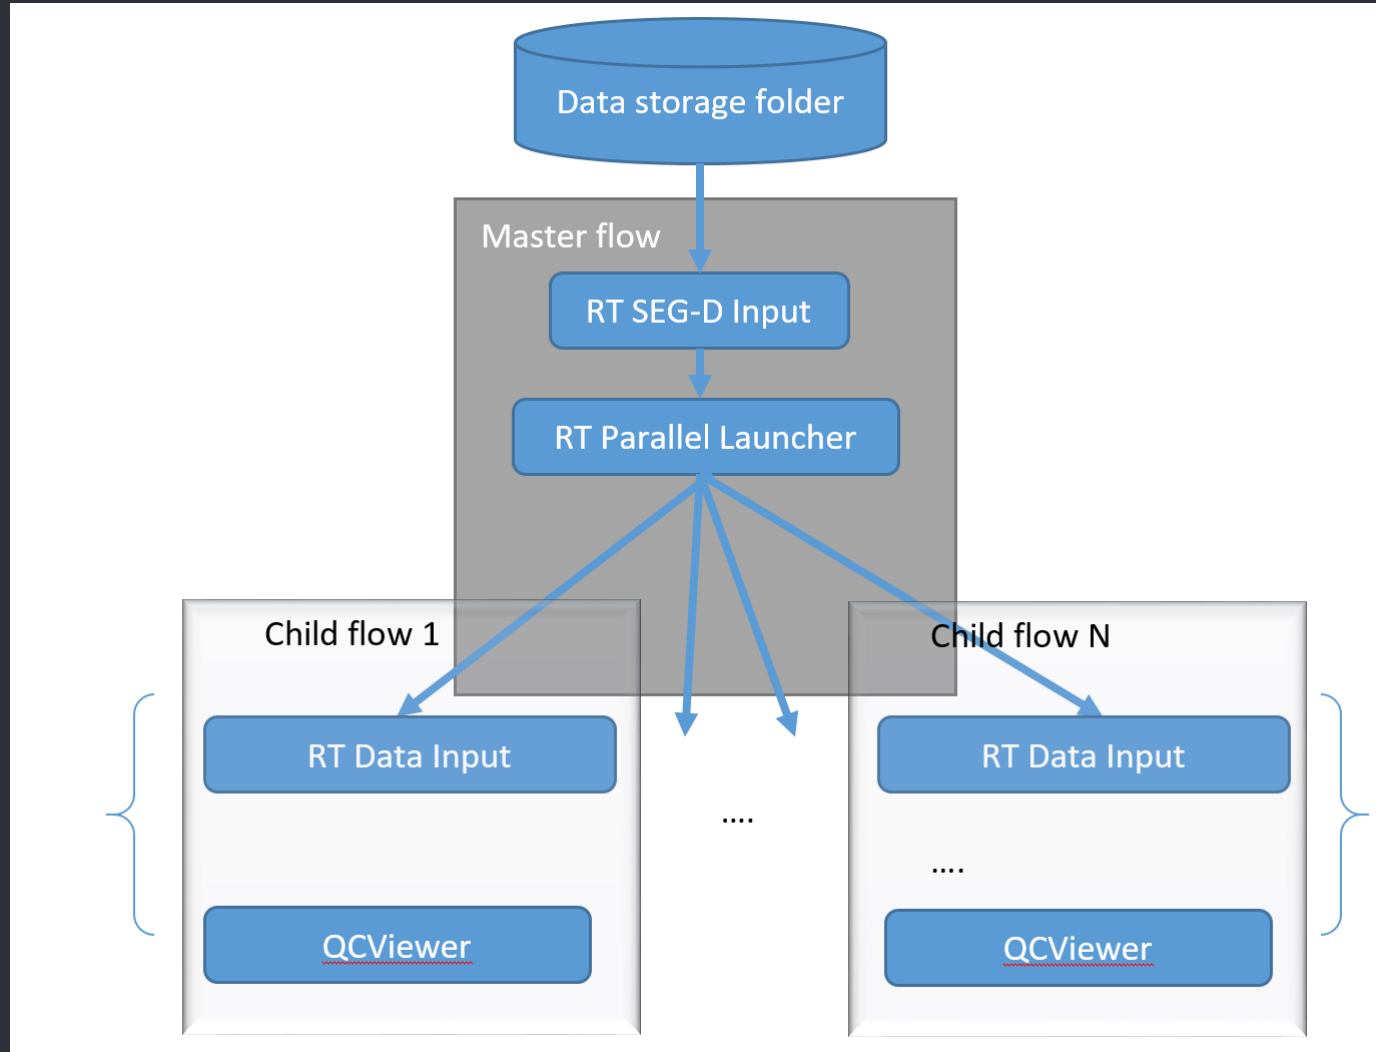 Data storage folder
Master flow
RT SEG-D Input
RT Parallel Launcher
Child flow 1
Child flow N
RT Data Input
RT Data Input
....
....
QCViewer
QCViewer